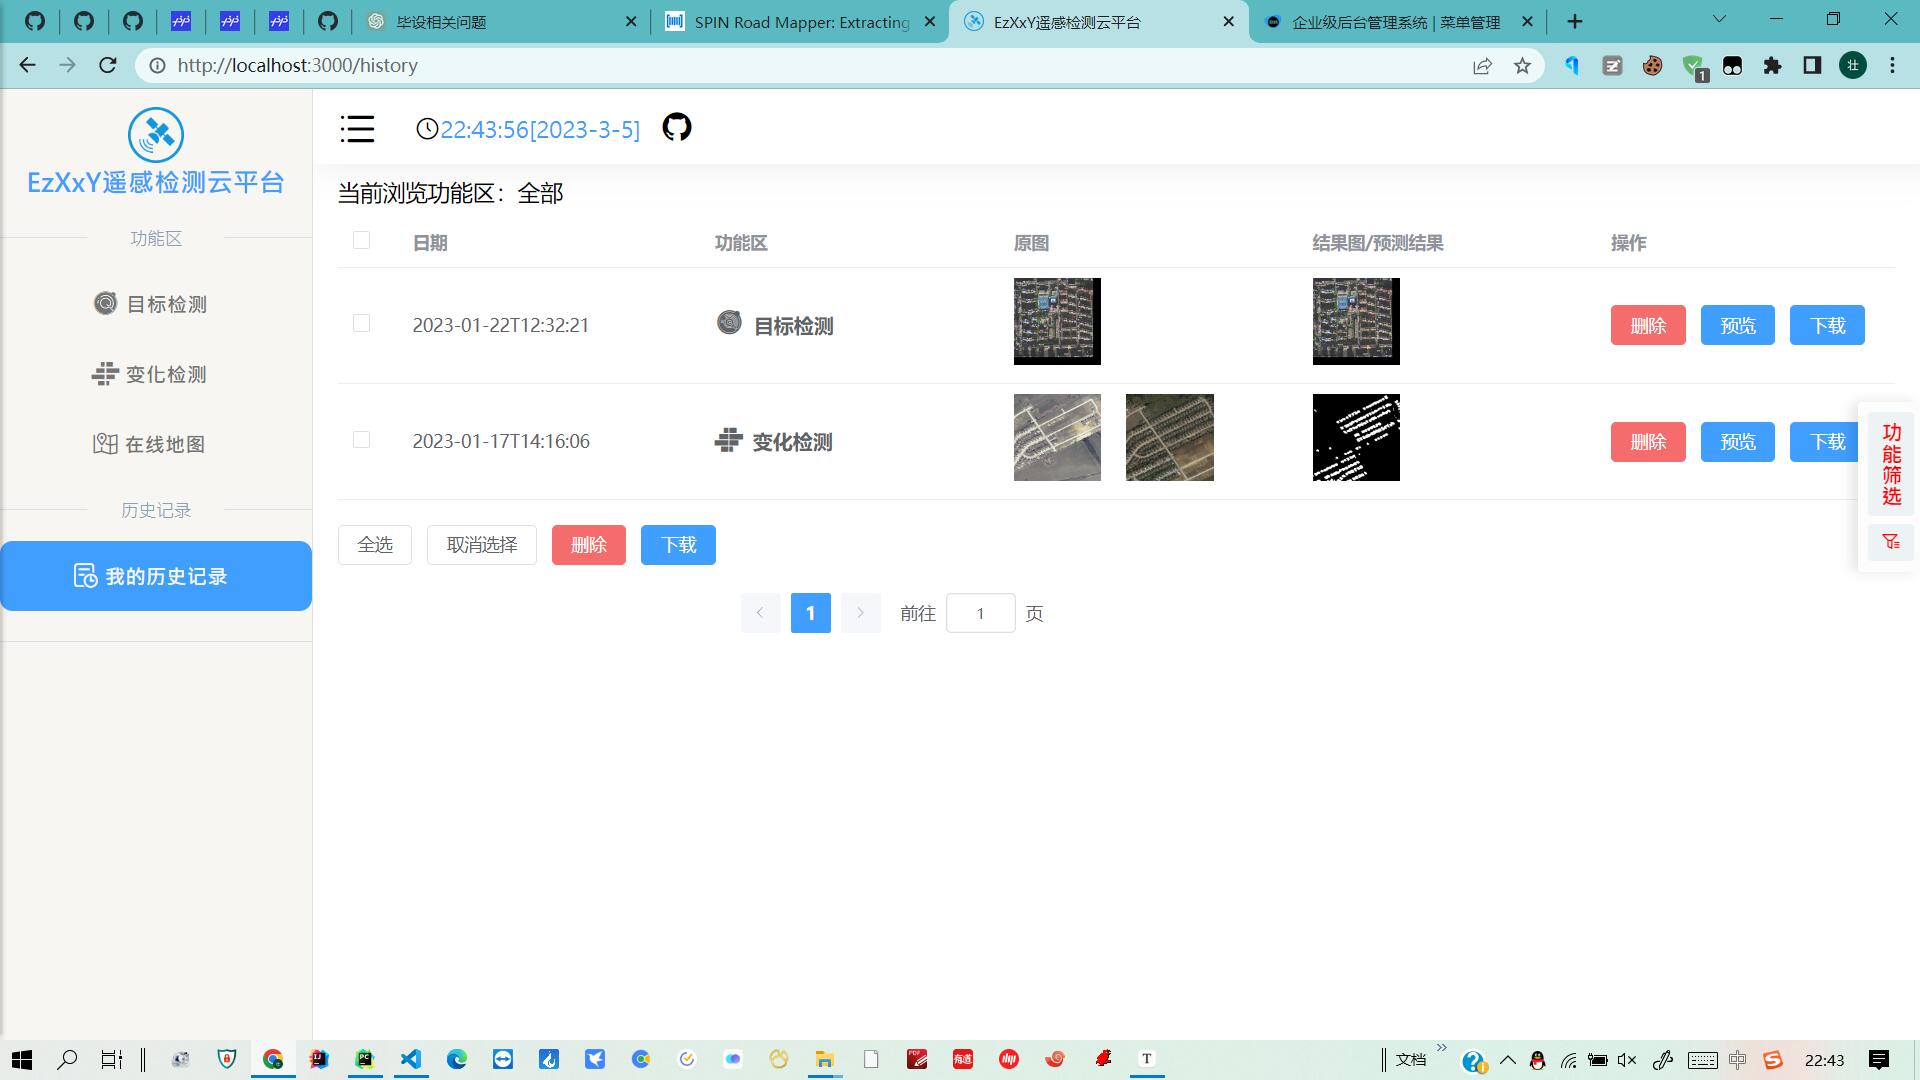 毕设相关问题
SPIN Road Mapper: Extracting
EzXxY遥感检测云平台
企业级后台管理系统 | 菜单管理
http://localhost:3000/history
1
壮
EzXxY遥感检测云平台
22:43:56[2023-3-5]
功能区
目标检测
变化检测
在线地图
历史记录
我的历史记录
当前浏览功能区：全部
日期 功能区 原图 结果图/预测结果 操作
2023-01-22T12:32:21 目标检测 删除 预览 下载
2023-01-17T14:16:06 变化检测 删除 预览 下载
功能筛选
全选 取消选择 删除 下载
1 前往 1 页
文档
中
22:43